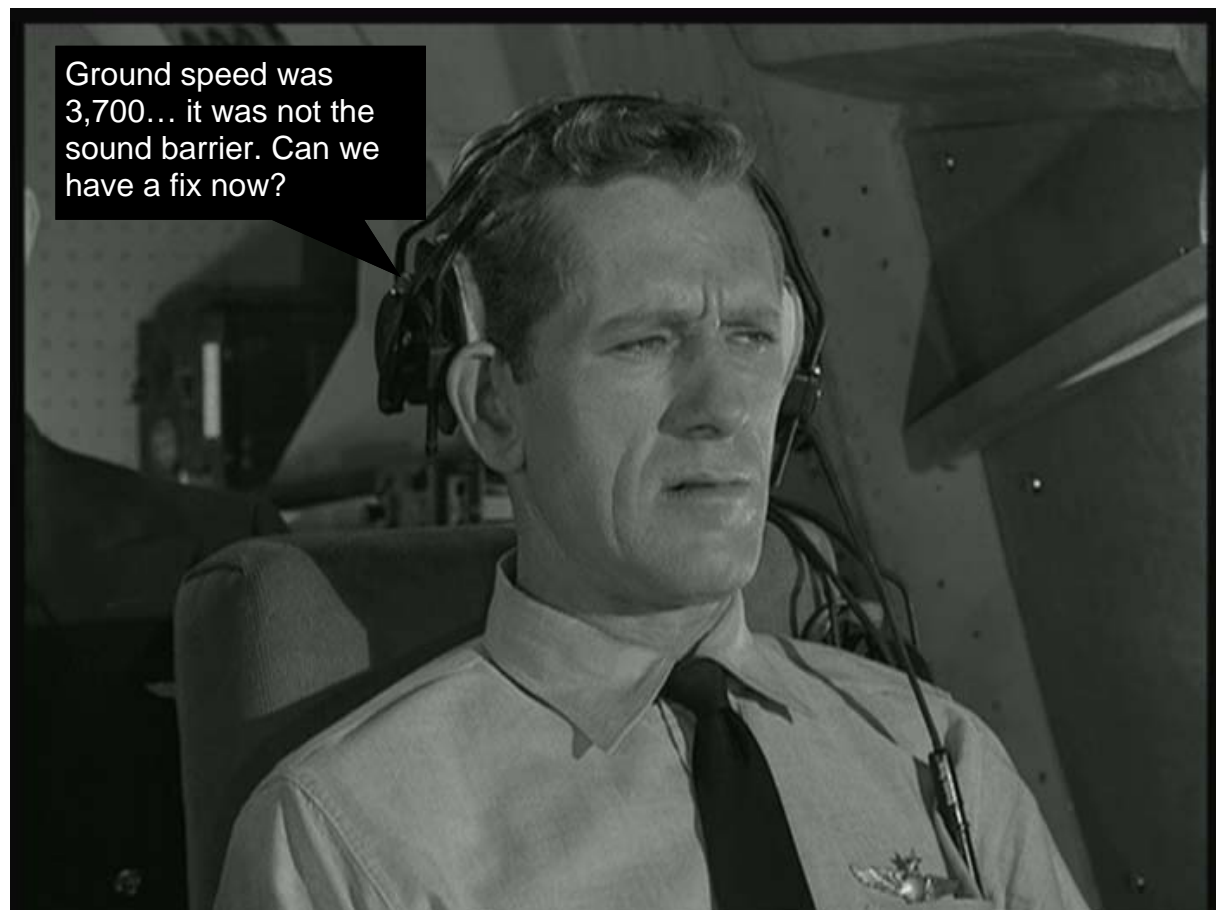 Ground speed was
3,700… it was not the
sound barrier. Can we
have a fix now?